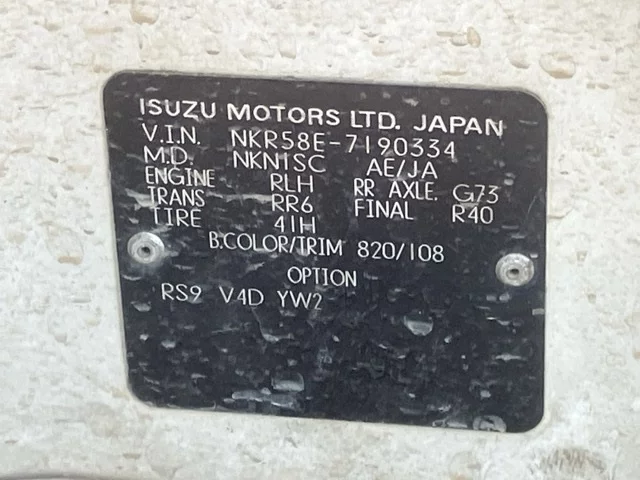 ISUZU MOTORS LTD. JAPAN
V.I.N. NKR58E-7190334
M.D. NKN1SC AE/JA
ENGINE RLH RR AXLE. G73
TRANS RR6 FINAL R40
TIRE 41H
B.COLOR/TRIM 820/108
OPTION
RS9 V4D YW2